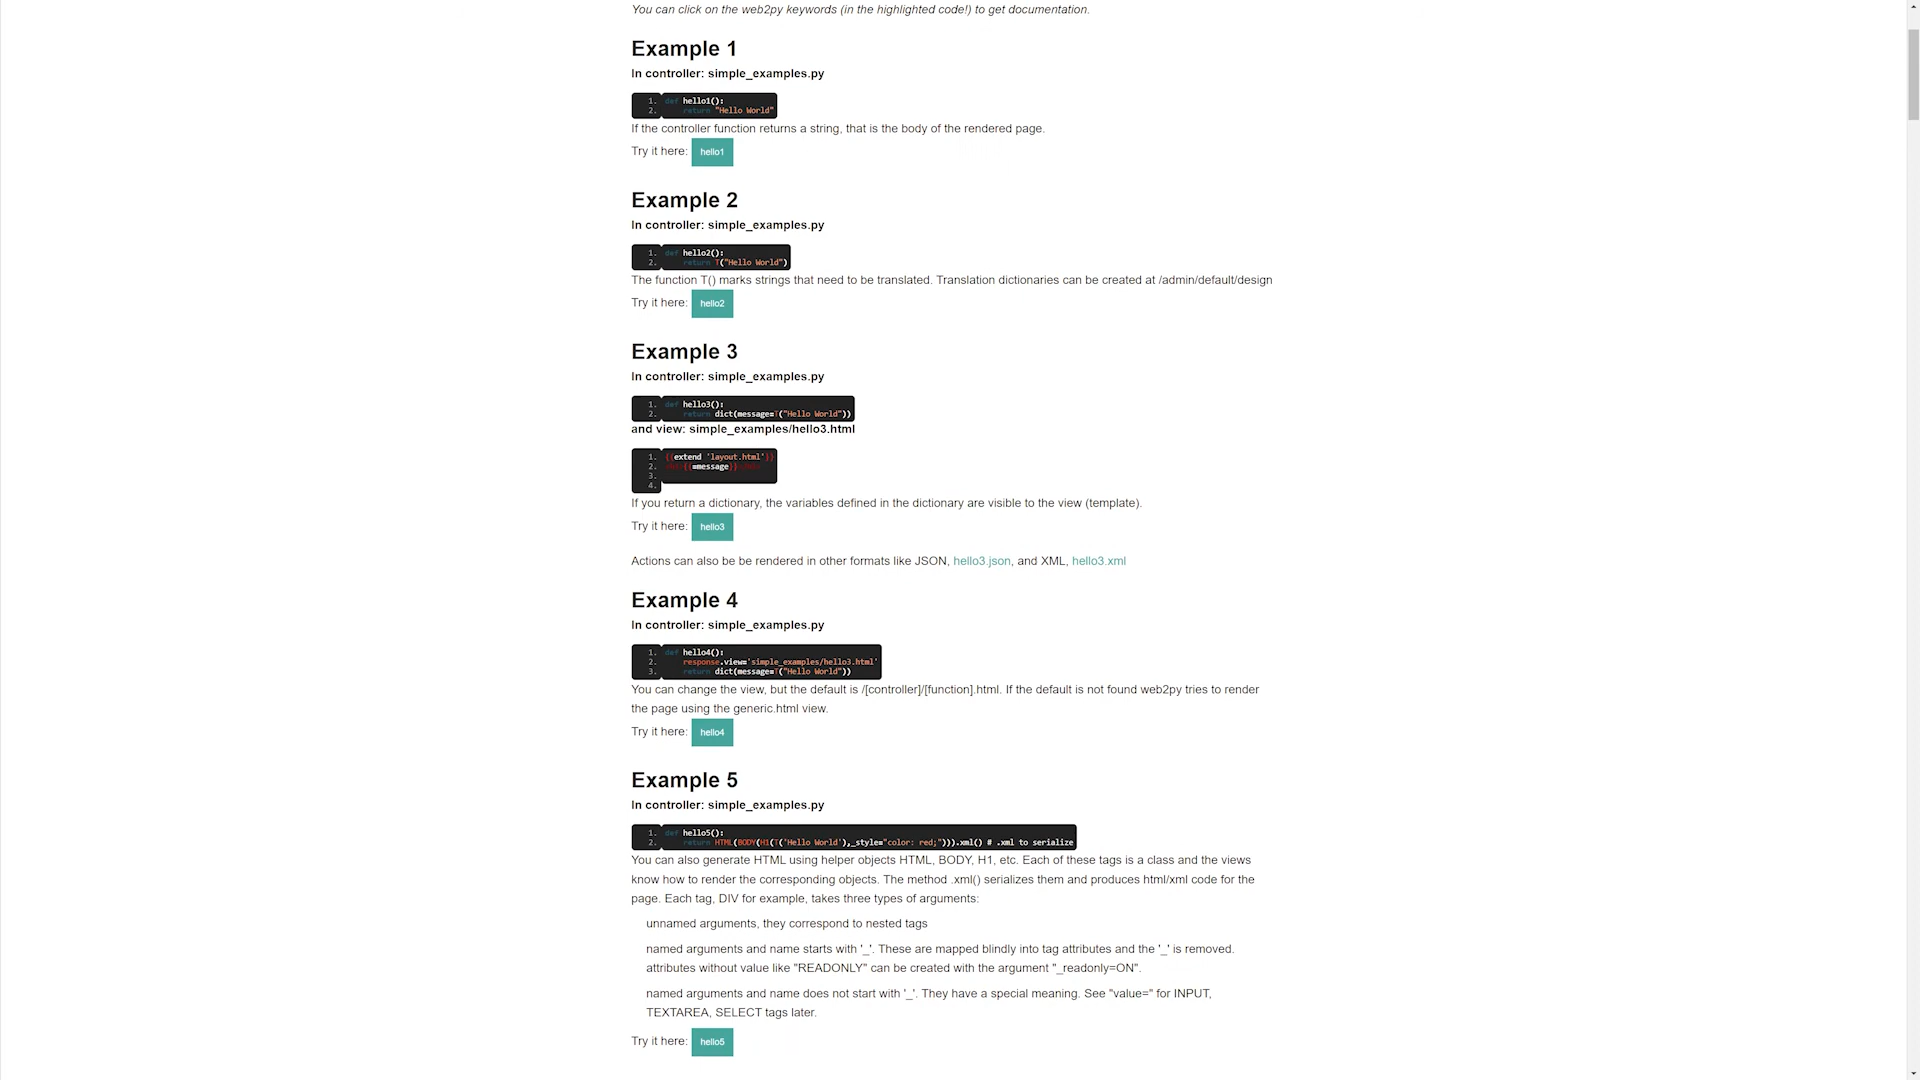 You can click on the web2py keywords (in the highlighted code!) to get documentation.
Example 1
In controller: simple_examples.py
1. def hello1():
2. return "Hello World"
If the controller function returns a string, that is the body of the rendered page.
Try it here: hello1
Example 2
In controller: simple_examples.py
1. def hello2():
2. return T("Hello World")
The function T() marks strings that need to be translated. Translation dictionaries can be created at /admin/default/design
Try it here: hello2
Example 3
In controller: simple_examples.py
1. def hello3():
2. return dict(message=T("Hello World"))
and view: simple_examples/hello3.html
1. {{extend 'layout.html'}}
2. {{=message}}
3.
4.
If you return a dictionary, the variables defined in the dictionary are visible to the view (template).
Try it here: hello3
Actions can also be be rendered in other formats like JSON, hello3.json, and XML, hello3.xml
Example 4
In controller: simple_examples.py
1. def hello4():
2. response.view='simple_examples/hello3.html'
3. return dict(message=T("Hello World"))
You can change the view, but the default is /[controller]/[function].html. If the default is not found web2py tries to render
the page using the generic.html view.
Try it here: hello4
Example 5
In controller: simple_examples.py
1. def hello5():
2. return HTML(BODY(H1(T('Hello World'),_style="color: red;"))).xml() # .xml to serialize
You can also generate HTML using helper objects HTML, BODY, H1, etc. Each of these tags is a class and the views
know how to render the corresponding objects. The method .xml() serializes them and produces html/xml code for the
page. Each tag, DIV for example, takes three types of arguments:
unnamed arguments, they correspond to nested tags
named arguments and name starts with '_'. These are mapped blindly into tag attributes and the '_' is removed.
attributes without value like "READONLY" can be created with the argument "_readonly=ON".
named arguments and name does not start with '_'. They have a special meaning. See "value=" for INPUT,
TEXTAREA, SELECT tags later.
Try it here: hello5